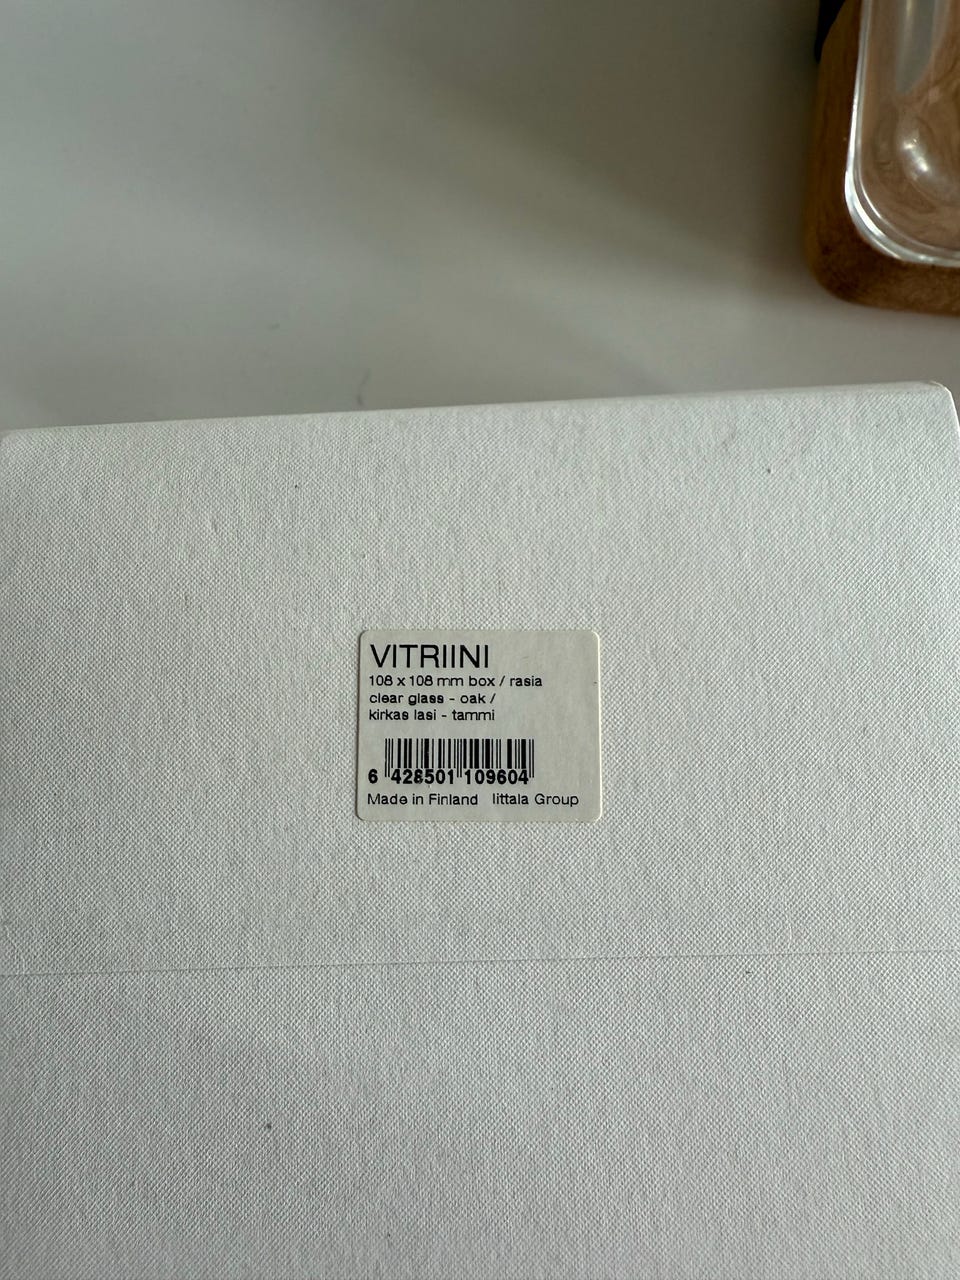 VITRIINI
108 x 108 mm box / rasia
clear glass - oak /
kirkas lasi - tammi
6 428501 109604
Made in Finland Iittala Group